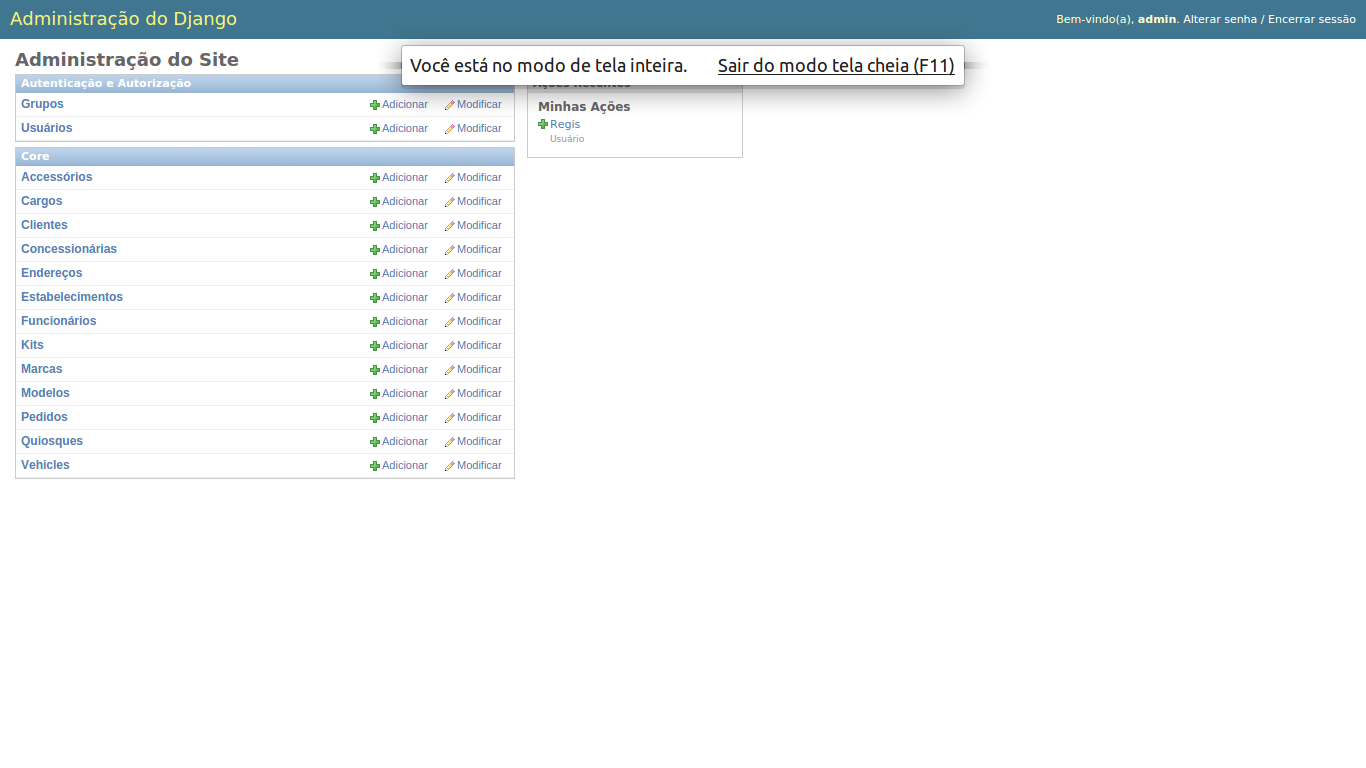 Administração do Django
Bem-vindo(a), admin. Alterar senha / Encerrar sessão
Você está no modo de tela inteira. Sair do modo tela cheia (F11)
Administração do Site
Autenticação e Autorização
Grupos Adicionar Modificar
Usuários Adicionar Modificar
Core
Accessórios Adicionar Modificar
Cargos Adicionar Modificar
Clientes Adicionar Modificar
Concessionárias Adicionar Modificar
Endereços Adicionar Modificar
Estabelecimentos Adicionar Modificar
Funcionários Adicionar Modificar
Kits Adicionar Modificar
Marcas Adicionar Modificar
Modelos Adicionar Modificar
Pedidos Adicionar Modificar
Quiosques Adicionar Modificar
Vehicles Adicionar Modificar
Ações Recentes
Minhas Ações
Regis
Usuário